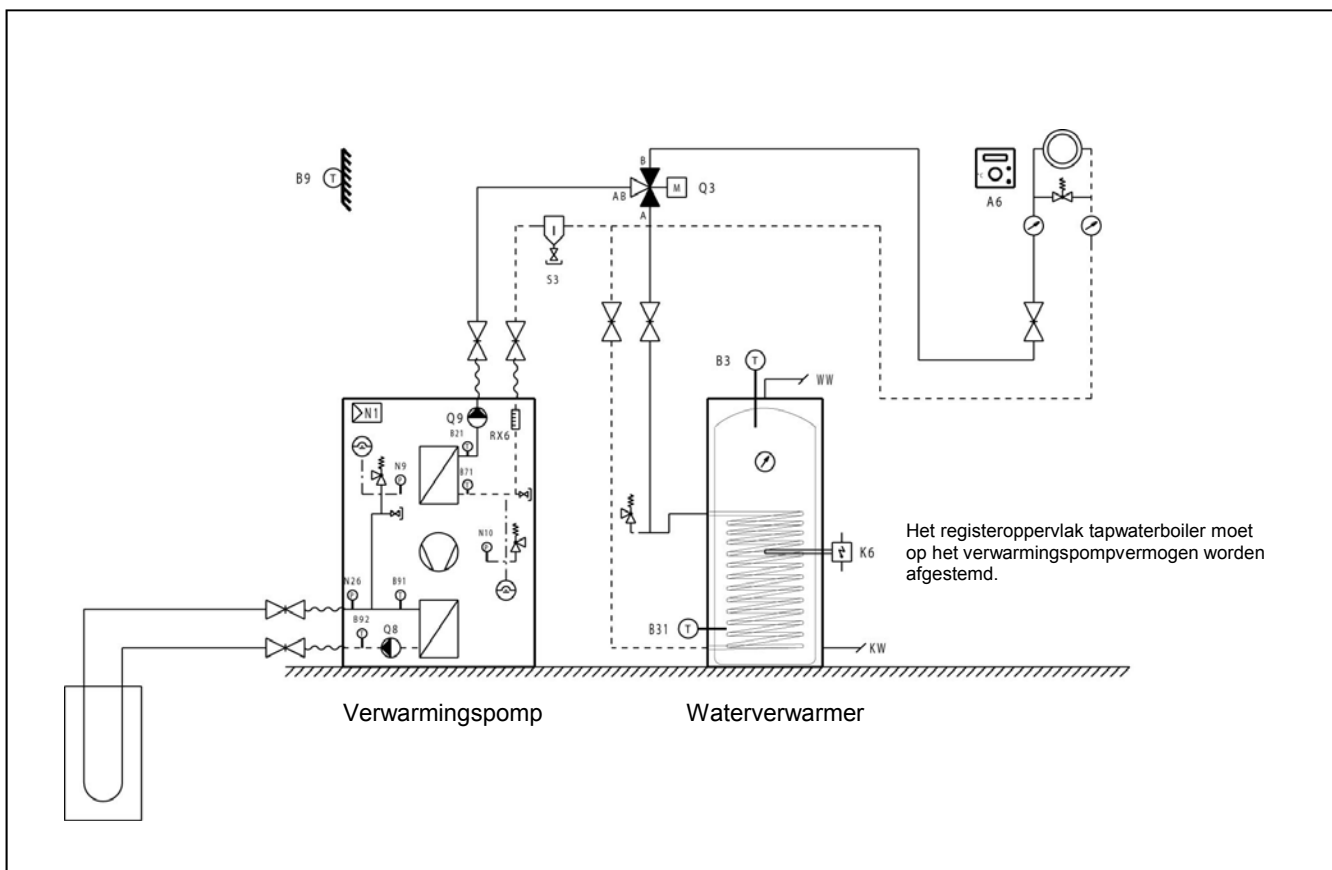 B
B9 T
AB
M
Q3
°C
A6
A
S3
B3 T
WW
N1
Q9
B21 T
RX6
N9
P
B71
T
N10
P
Het registeroppervlak tapwaterboiler moet
op het verwarmingspompvermogen worden
afgestemd.
K6
N26
P
B91
T
B92
T
Q8
B31 T
KW
Verwarmingspomp
Waterverwarmer